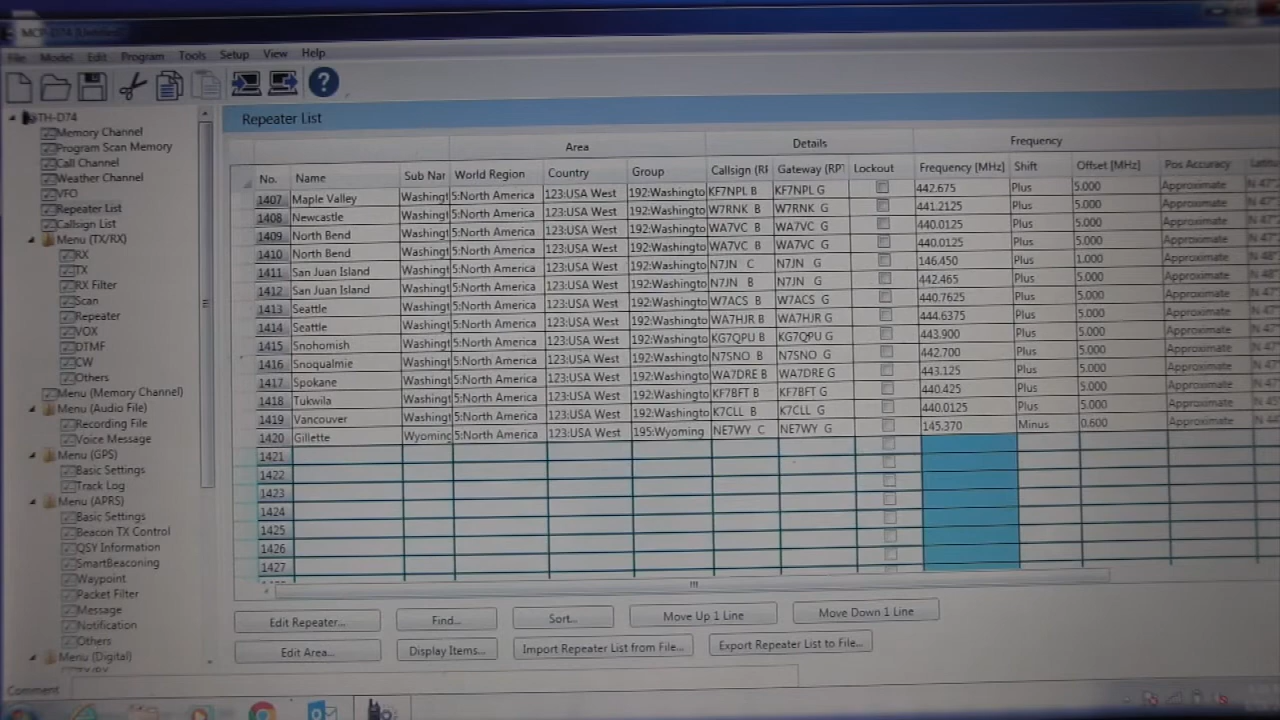 MCP-D74
File Model Edit Program Tools Setup View Help
TH-D74
Memory Channel
Program Scan Memory
Call Channel
Weather Channel
VFO
Repeater List
Callsign List
Menu (TX/RX)
RX
TX
RX Filter
Scan
Repeater
VOX
DTMF
CW
Others
Menu (Memory Channel)
Menu (Audio File)
Recording File
Voice Message
Menu (GPS)
Basic Settings
Track Log
Menu (APRS)
Basic Settings
Beacon TX Control
QSY Information
SmartBeaconing
Waypoint
Packet Filter
Message
Notification
Others
Menu (Digital)
Repeater List
Area Details Frequency
No. Name Sub Nar World Region Country Group Callsign (RI Gateway (RP Lockout Frequency [MHz] Shift Offset [MHz] Pos Accuracy
1407 Maple Valley Washingt 5:North America 123:USA West 192:Washingto KF7NPL B KF7NPL G 442.675 Plus 5.000 Approximate N 47°
1408 Newcastle Washingt 5:North America 123:USA West 192:Washingto W7RNK B W7RNK G 441.2125 Plus 5.000 Approximate N 47°
1409 North Bend Washingt 5:North America 123:USA West 192:Washingto WA7VC B WA7VC G 440.0125 Plus 5.000 Approximate N 47°
1410 North Bend Washingt 5:North America 123:USA West 192:Washingto WA7VC B WA7VC G 440.0125 Plus 5.000 Approximate N 47°
1411 San Juan Island Washingt 5:North America 123:USA West 192:Washingto N7JN C N7JN G 146.450 Plus 1.000 Approximate N 48°
1412 San Juan Island Washingt 5:North America 123:USA West 192:Washingto N7JN B N7JN G 442.465 Plus 5.000 Approximate N 48°
1413 Seattle Washingt 5:North America 123:USA West 192:Washingto W7ACS B W7ACS G 440.7625 Plus 5.000 Approximate N 47°
1414 Seattle Washingt 5:North America 123:USA West 192:Washingto WA7HJR B WA7HJR G 444.6375 Plus 5.000 Approximate N 47°
1415 Snohomish Washingt 5:North America 123:USA West 192:Washingto KG7QPU B KG7QPU G 443.900 Plus 5.000 Approximate N 47°
1416 Snoqualmie Washingt 5:North America 123:USA West 192:Washingto N7SNO B N7SNO G 442.700 Plus 5.000 Approximate N 47°
1417 Spokane Washingt 5:North America 123:USA West 192:Washingto WA7DRE B WA7DRE G 443.125 Plus 5.000 Approximate N 47°
1418 Tukwila Washingt 5:North America 123:USA West 192:Washingto KF7BFT B KF7BFT G 440.425 Plus 5.000 Approximate N 47°
1419 Vancouver Washingt 5:North America 123:USA West 192:Washingto K7CLL B K7CLL G 440.0125 Plus 5.000 Approximate N 45°
1420 Gillette Wyoming 5:North America 123:USA West 195:Wyoming NE7WY C NE7WY G 145.370 Minus 0.600 Approximate N 44°
1421
1422
1423
1424
1425
1426
1427
Edit Repeater... Find... Sort... Move Up 1 Line Move Down 1 Line
Edit Area... Display Items... Import Repeater List from File... Export Repeater List to File...
Comment